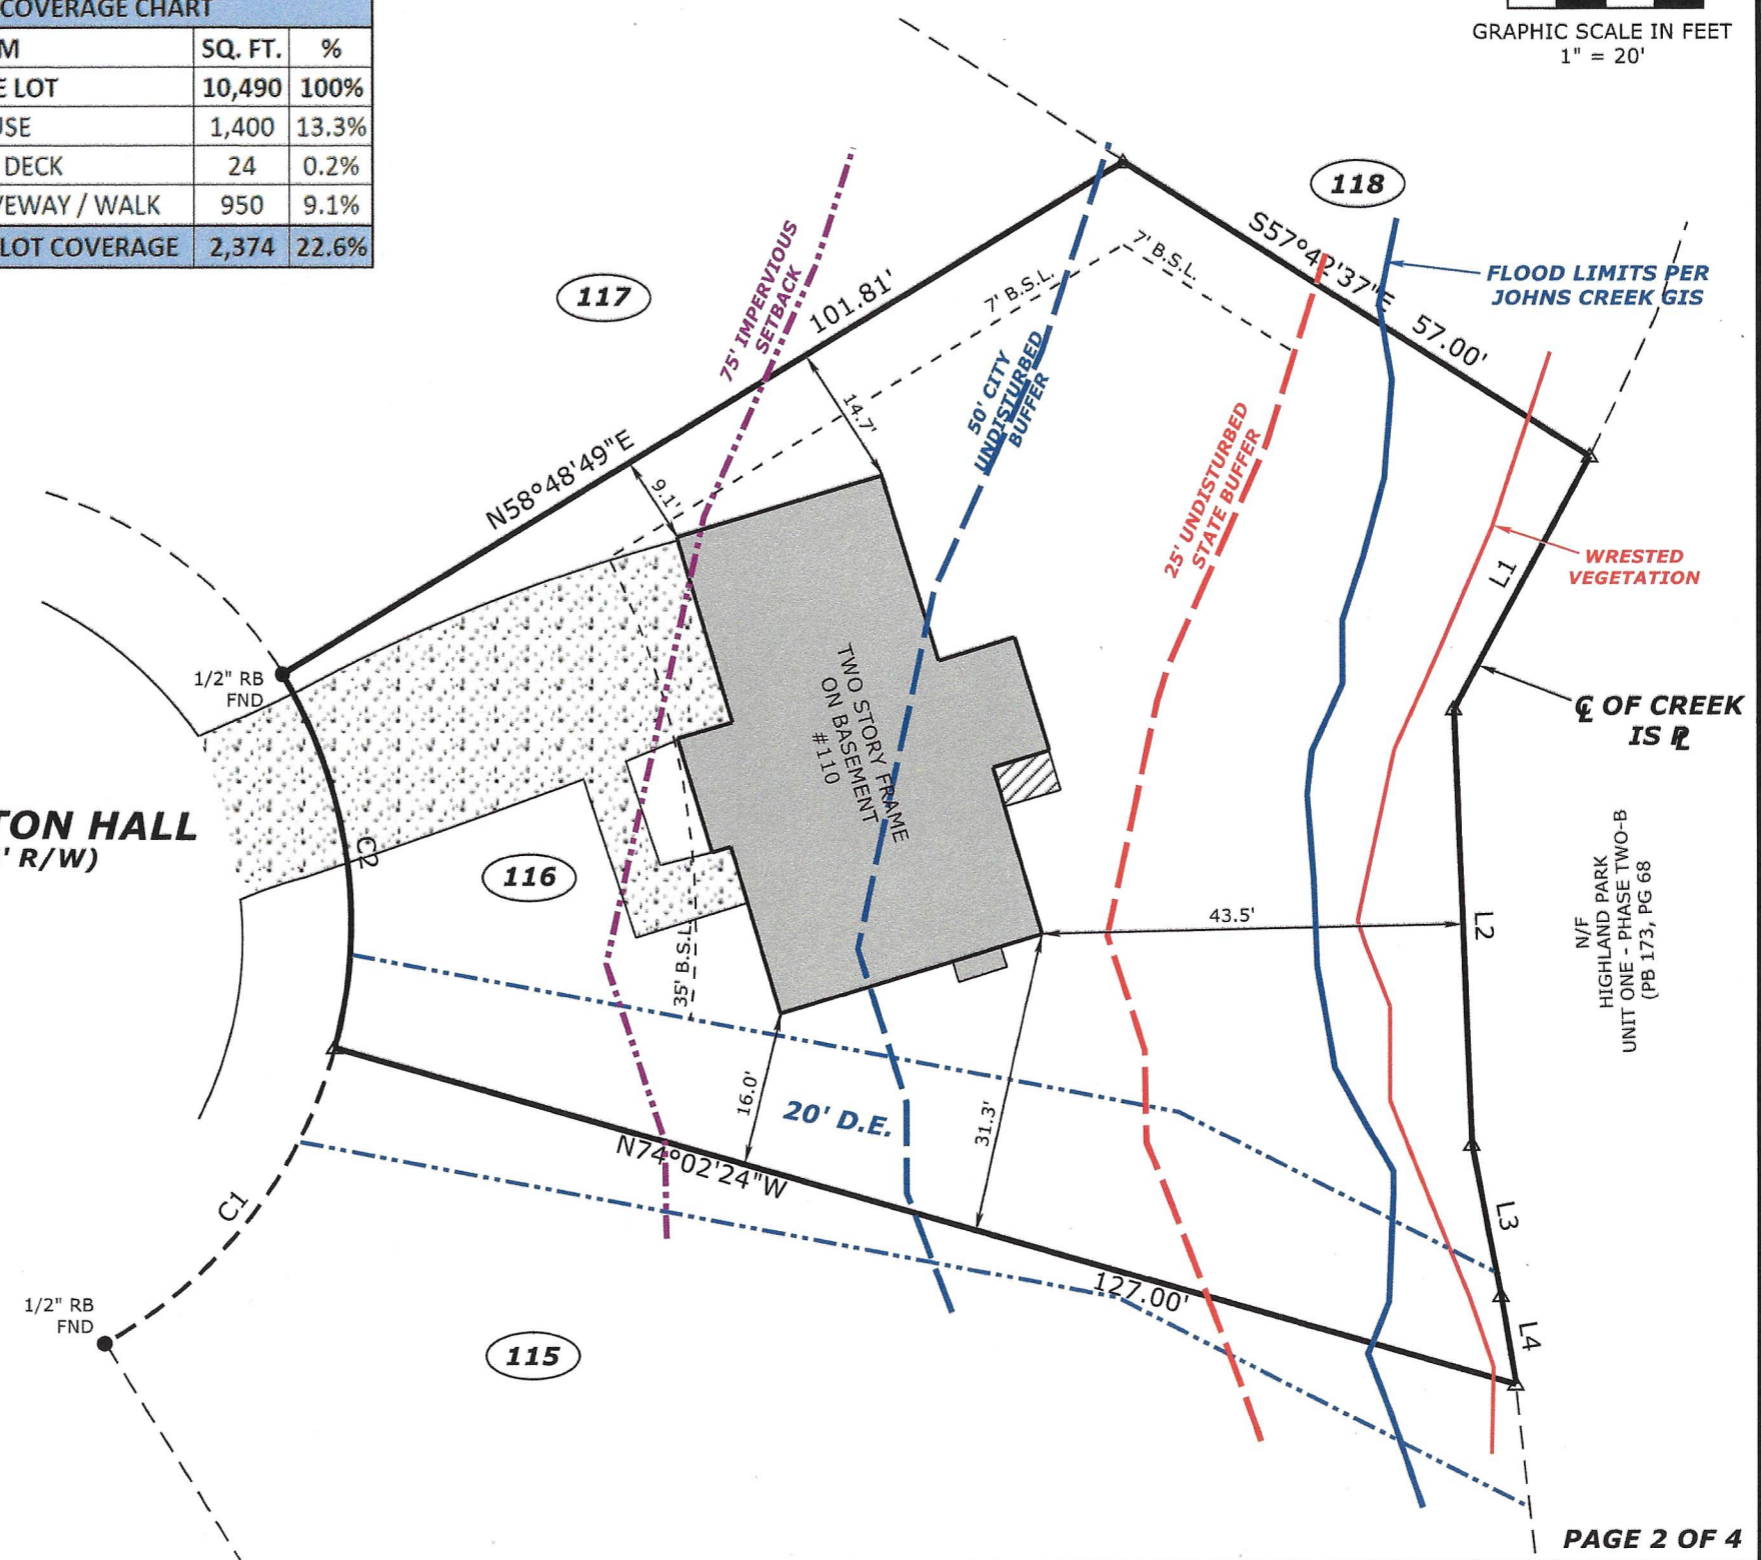 COVERAGE CHART
M SQ. FT. %
E LOT 10,490 100%
USE 1,400 13.3%
DECK 24 0.2%
VEWAY / WALK 950 9.1%
LOT COVERAGE 2,374 22.6%
GRAPHIC SCALE IN FEET
1" = 20'
118
S57°42'37"E 57.00'
7' B.S.L.
7' B.S.L.
FLOOD LIMITS PER
JOHNS CREEK GIS
117
75' IMPERVIOUS
SETBACK
101.81'
N58°48'49"E
14.7'
9.1'
50' CITY
UNDISTURBED
BUFFER
25' UNDISTURBED
STATE BUFFER
WRESTED
VEGETATION
L1
1/2" RB
FND
TWO STORY FRAME
ON BASEMENT
#110
℄ OF CREEK
IS PL
TON HALL
' R/W)
C2
116
35' B.S.L.
43.5'
L2
N/F
HIGHLAND PARK
UNIT ONE - PHASE TWO-B
(PB 173, PG 68
16.0'
20' D.E.
31.3'
N74°02'24"W
127.00'
C1
L3
L4
1/2" RB
FND
115
PAGE 2 OF 4